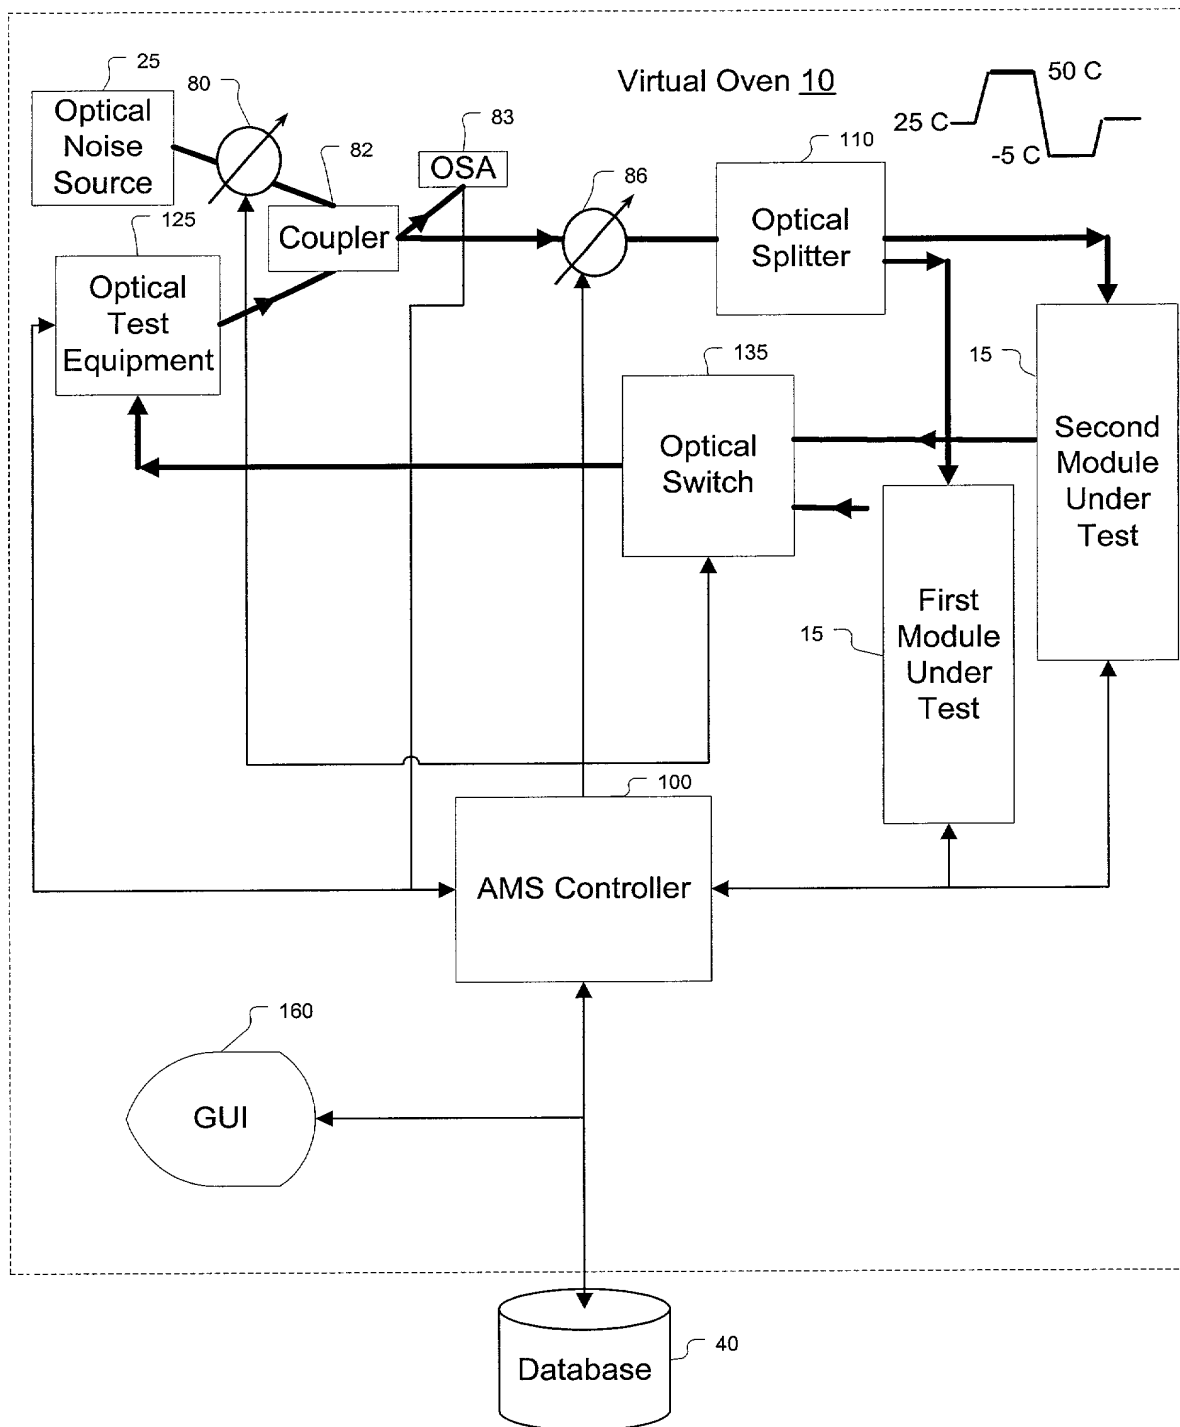 25
80
Virtual Oven 10
50 C
25 C
-5 C
Optical
Noise
Source
82
83
OSA
86
110
125
Coupler
Optical
Splitter
Optical
Test
Equipment
135
15
Optical
Switch
Second
Module
Under
Test
15
First
Module
Under
Test
100
AMS Controller
160
GUI
Database
40